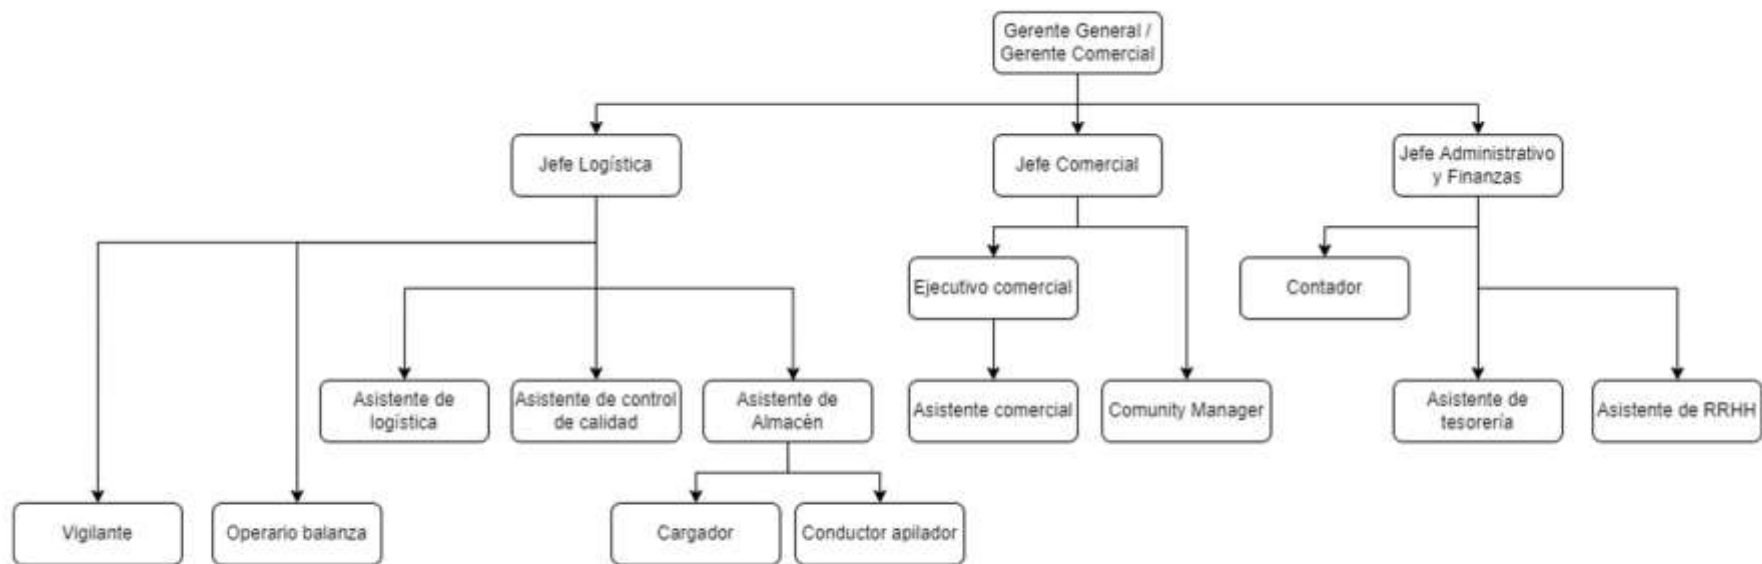 Gerente General /
Gerente Comercial
Jefe Logística
Jefe Comercial
Jefe Administrativo
y Finanzas
Ejecutivo comercial
Contador
Asistente de
logística
Asistente de control
de calidad
Asistente de
Almacén
Asistente comercial
Comunity Manager
Asistente de
tesorería
Asistente de RRHH
Vigilante
Operario balanza
Cargador
Conductor apilador